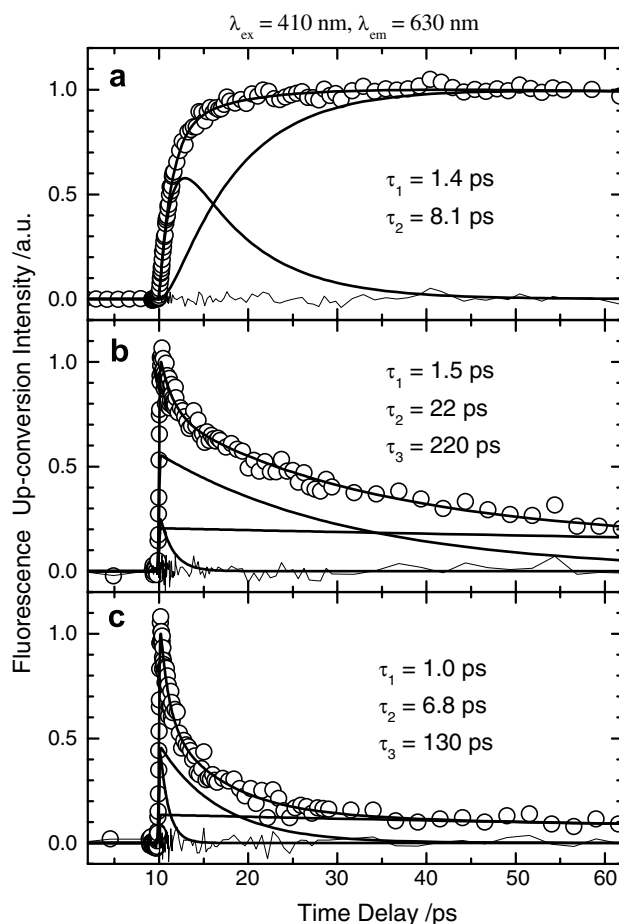 λex = 410 nm, λem = 630 nm
Fluorescence Up-conversion Intensity /a.u.
a
1.0
0.5
0.0
τ1 = 1.4 ps
τ2 = 8.1 ps
b
1.0
0.5
0.0
τ1 = 1.5 ps
τ2 = 22 ps
τ3 = 220 ps
c
1.0
0.5
0.0
τ1 = 1.0 ps
τ2 = 6.8 ps
τ3 = 130 ps
10 20 30 40 50 60
Time Delay /ps